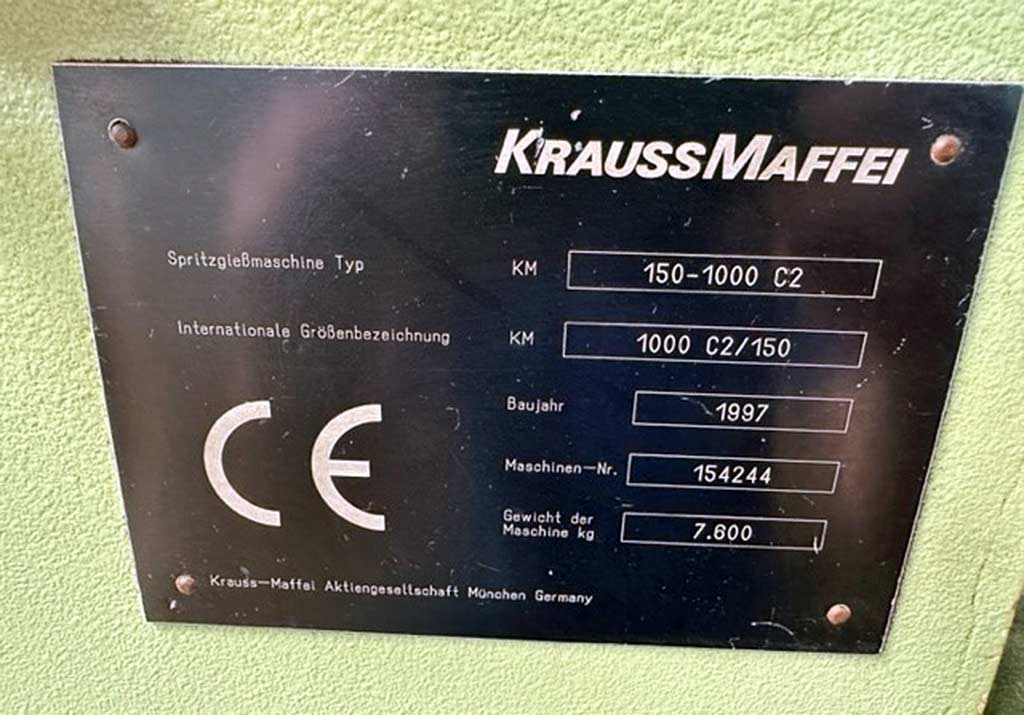 KRAUSSMAFFEI
Spritzgießmaschine Typ KM 150-1000 C2
Internationale Größenbezeichnung KM 1000 C2/150
Baujahr 1997
Maschinen-Nr. 154244
Gewicht der
Maschine kg 7.600
CE
Krauss-Maffei Aktiengesellschaft München Germany